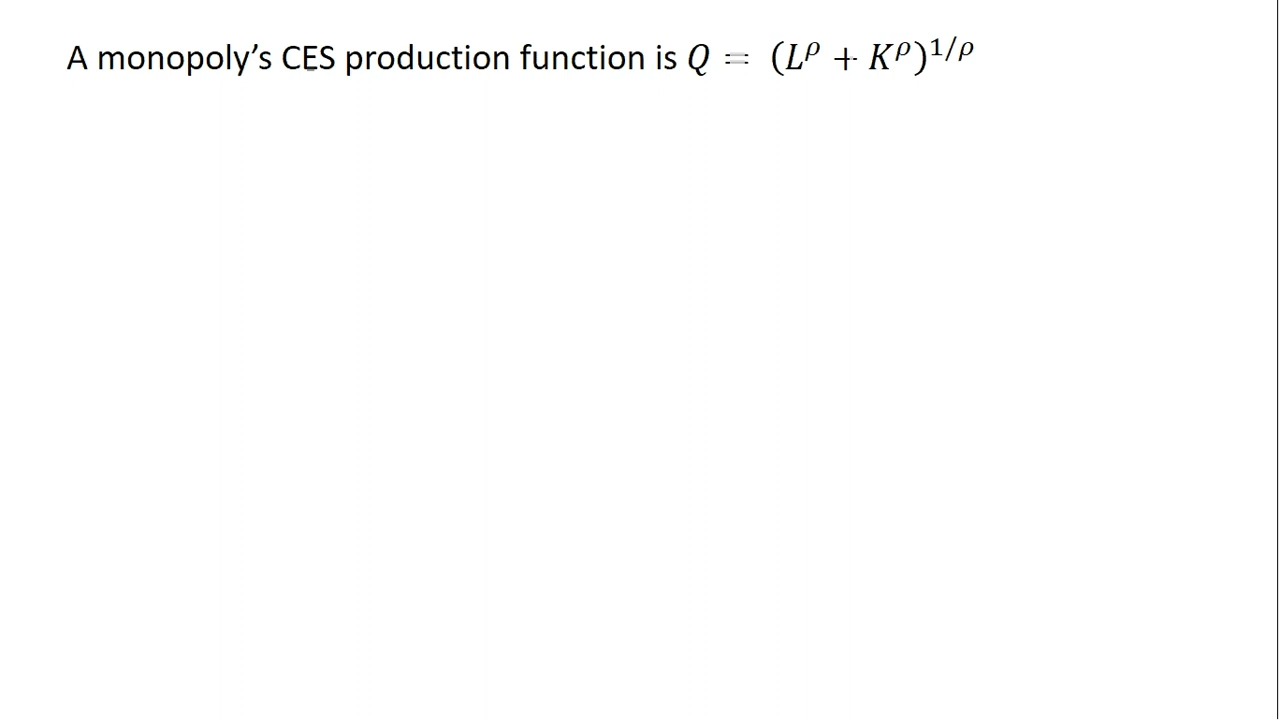 A monopoly’s CES production function is 𝑄 = (𝐿^𝜌 + 𝐾^𝜌)^{1/𝜌}